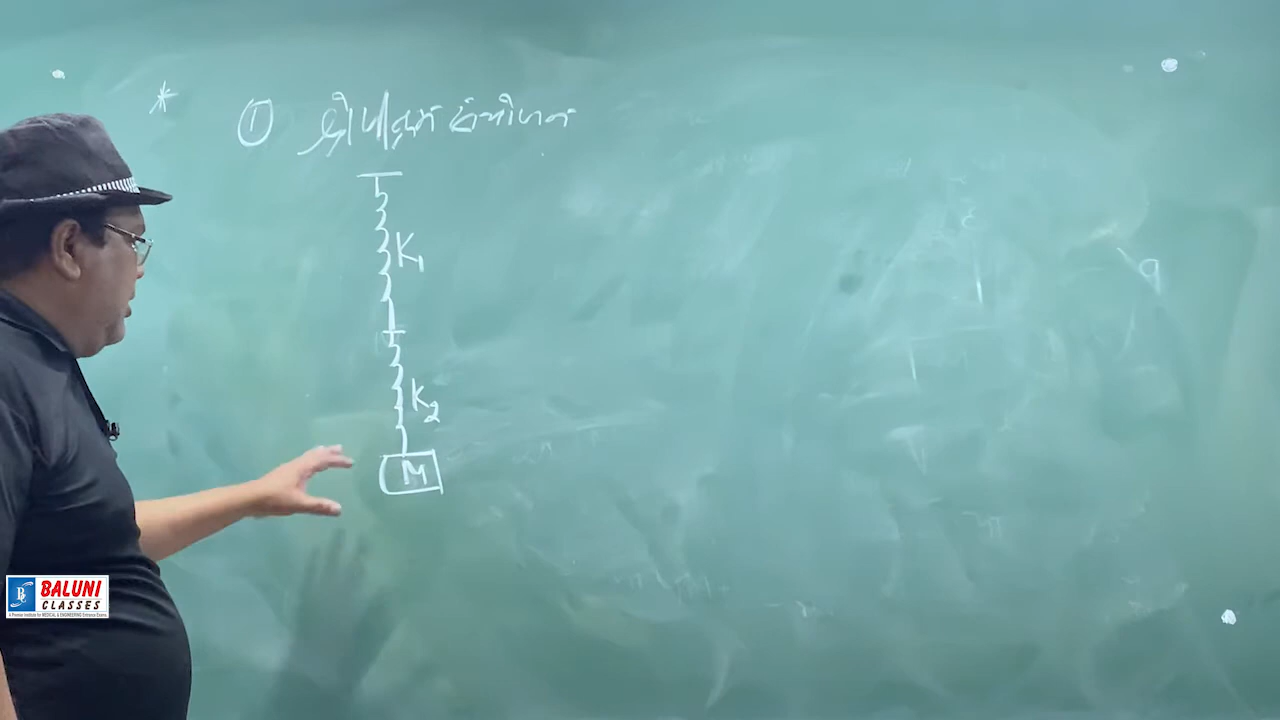 * ① श्रेणीक्रम संयोजन
K₁
K₂
M
BALUNI
CLASSES